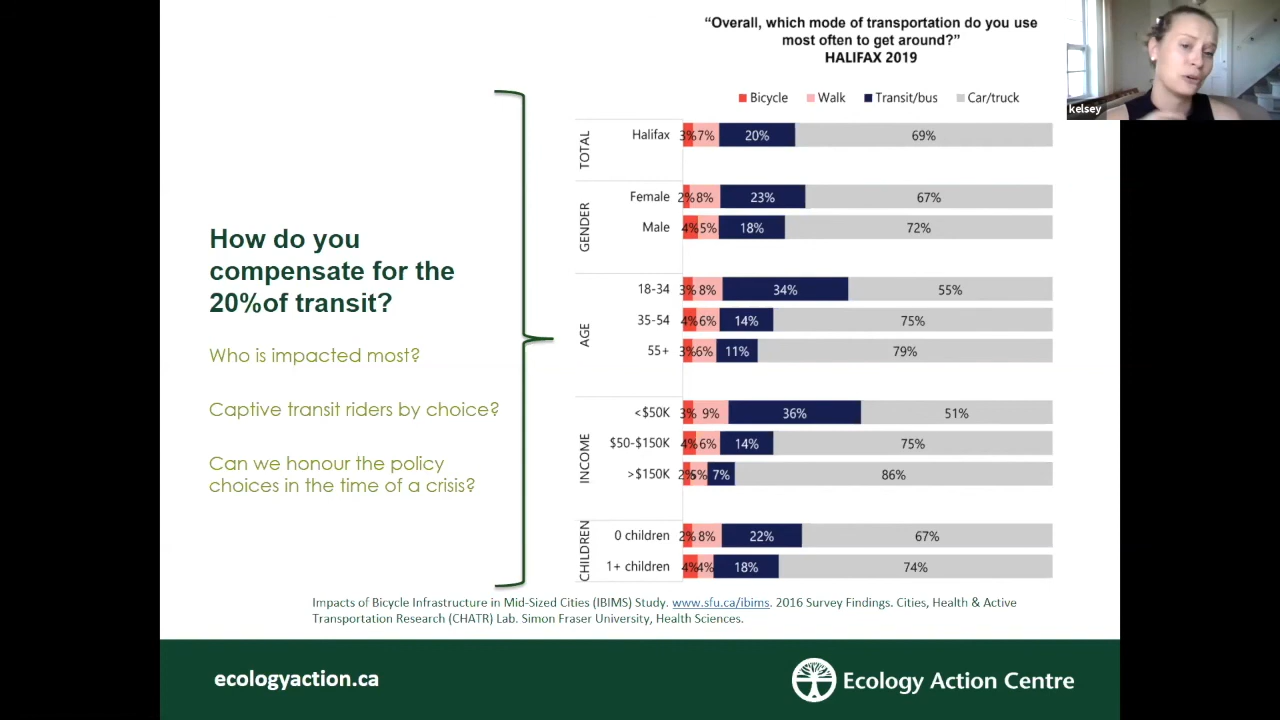 “Overall, which mode of transportation do you use
most often to get around?”
HALIFAX 2019
kelsey
Bicycle Walk Transit/bus Car/truck
TOTAL
Halifax 3% 7% 20% 69%
GENDER
Female 2% 8% 23% 67%
Male 4% 5% 18% 72%
AGE
18-34 3% 8% 34% 55%
35-54 4% 6% 14% 75%
55+ 3% 6% 11% 79%
INCOME
<$50K 3% 9% 36% 51%
$50-$150K 4% 6% 14% 75%
>$150K 2% 5% 7% 86%
CHILDREN
0 children 2% 8% 22% 67%
1+ children 4% 4% 18% 74%
How do you
compensate for the
20%of transit?
Who is impacted most?
Captive transit riders by choice?
Can we honour the policy
choices in the time of a crisis?
Impacts of Bicycle Infrastructure in Mid-Sized Cities (IBIMS) Study. www.sfu.ca/ibims. 2016 Survey Findings. Cities, Health & Active
Transportation Research (CHATR) Lab. Simon Fraser University, Health Sciences.
ecologyaction.ca
Ecology Action Centre